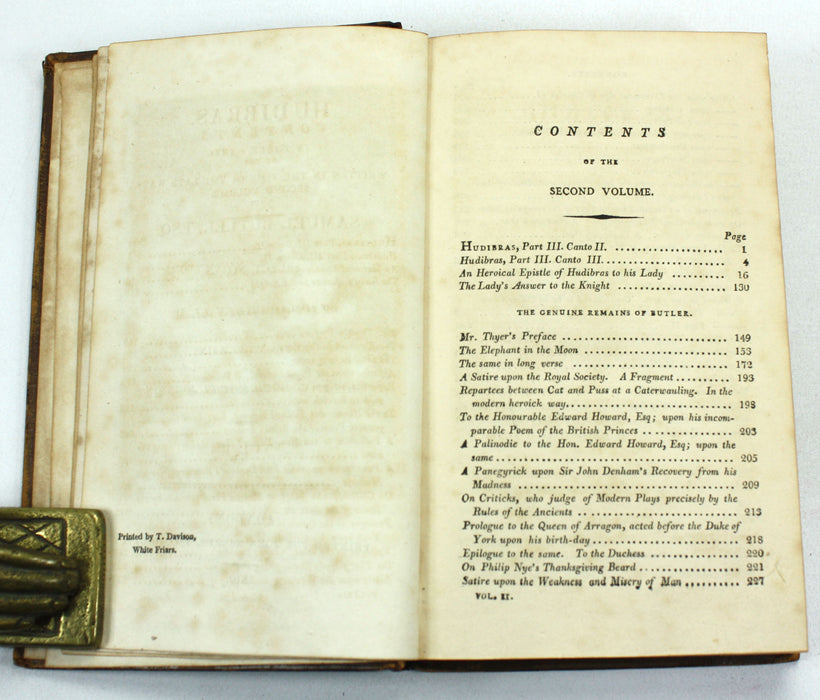 Printed by T. Davison,
White Friars.
CONTENTS
OF THE
SECOND VOLUME.
Page
HUDIBRAS, Part III. Canto II. .................... 1
Hudibras, Part III. Canto III. ...................... 4
An Heroical Epistle of Hudibras to his Lady .......... 16
The Lady's Answer to the Knight .................... 130
THE GENUINE REMAINS OF BUTLER.
Mr. Thyer's Preface .............................. 149
The Elephant in the Moon .......................... 153
The same in long verse ............................ 172
A Satire upon the Royal Society. A Fragment.......... 193
Repartees between Cat and Puss at a Caterwauling. In the
modern heroick way.............................. 198
To the Honourable Edward Howard, Esq; upon his incom-
parable Poem of the British Princes ................ 203
A Palinodie to the Hon. Edward Howard, Esq; upon the
same.......................................... 205
A Panegyrick upon Sir John Denham's Recovery from his
Madness ...................................... 209
On Criticks, who judge of Modern Plays precisely by the
Rules of the Ancients ............................ 213
Prologue to the Queen of Arragon, acted before the Duke of
York upon his birth-day.......................... 218
Epilogue to the same. To the Duchess ................ 220
On Philip Nye's Thanksgiving Beard .................. 221
Satire upon the Weakness and Misery of Man .......... 227
VOL. II.